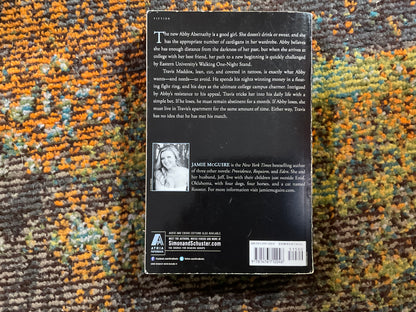 FICTION
The new Abby Abernathy is a good girl. She doesn't drink or swear, and she
has the appropriate number of cardigans in her wardrobe. Abby believes
she has enough distance from the darkness of her past, but when she arrives at
college with her best friend, her path to a new beginning is quickly challenged
by Eastern University's Walking One-Night Stand.
Travis Maddox, lean, cut, and covered in tattoos, is exactly what Abby
wants—and needs—to avoid. He spends his nights winning money in a float-
ing fight ring, and his days as the ultimate college campus charmer. Intrigued
by Abby's resistance to his appeal, Travis tricks her into his daily life with a
simple bet. If he loses, he must remain abstinent for a month. If Abby loses, she
must live in Travis's apartment for the same amount of time. Either way, Travis
has no idea that he has met his match.
JAMIE McGUIRE is the New York Times bestselling author
of three other novels: Providence, Requiem, and Eden. She and
her husband, Jeff, live with their children just outside Enid,
Oklahoma, with four dogs, four horses, and a cat named
Rooster. For more information visit jamiemcguire.com.
MEET THE AUTHORS, WATCH VIDEOS AND MORE AT
SimonandSchuster.com
ATRIA